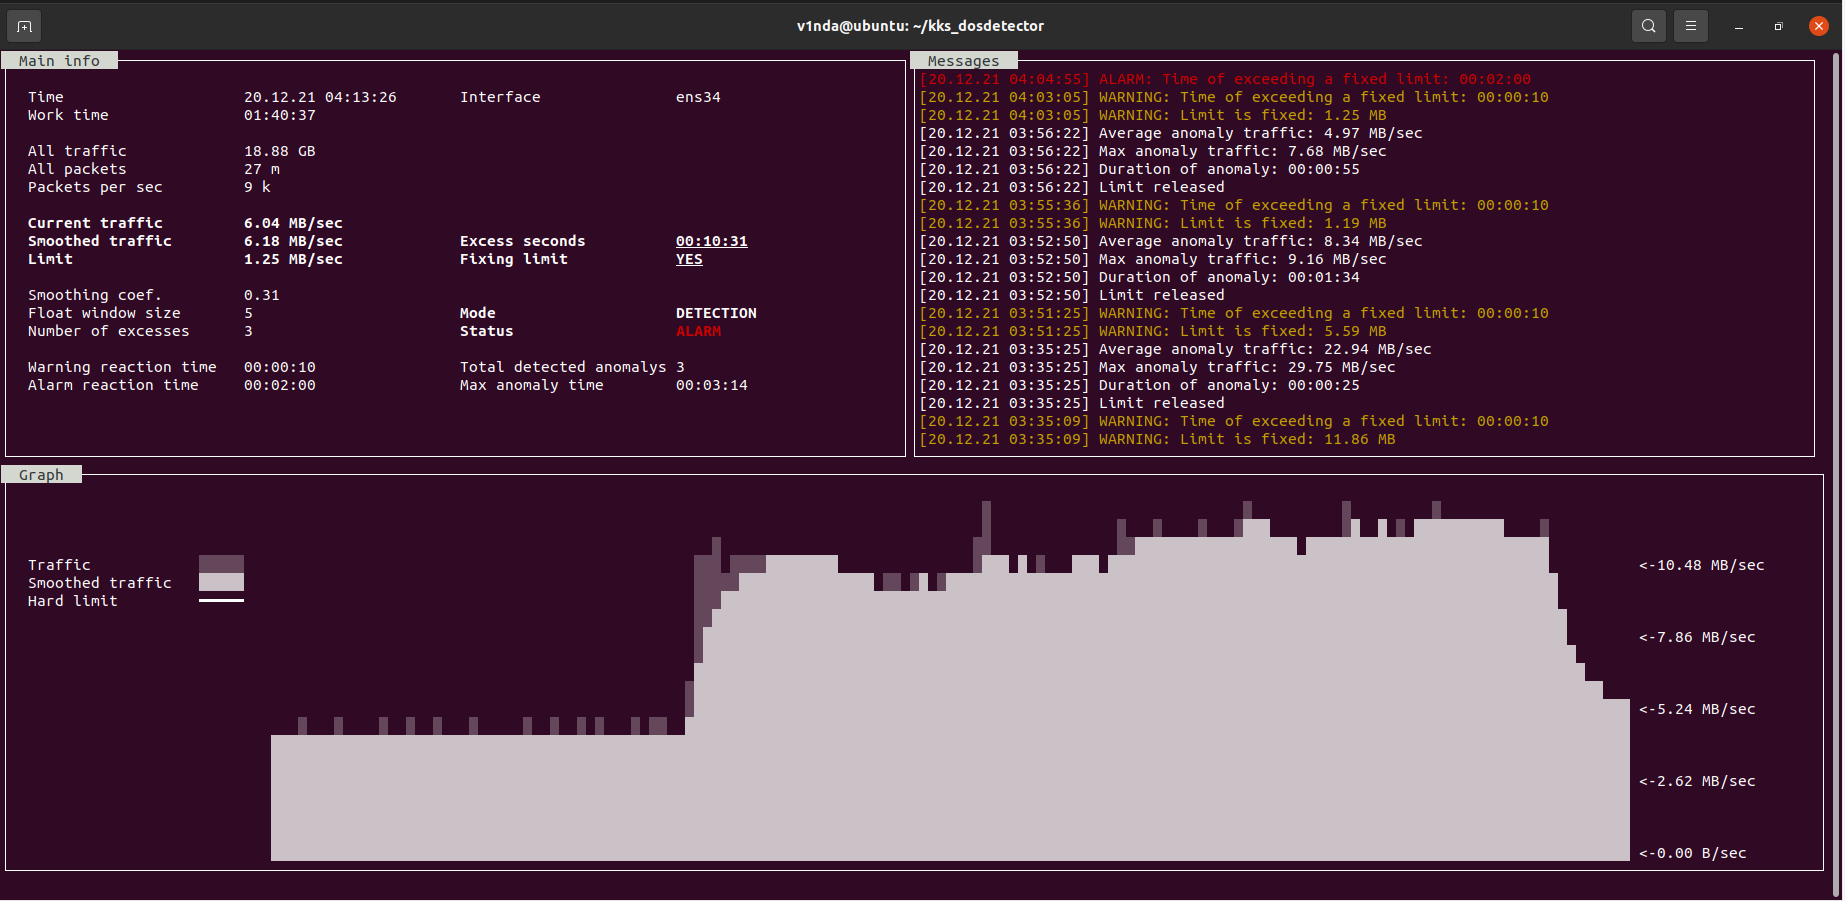 v1nda@ubuntu: ~/kks_dosdetector
Main info
Time 20.12.21 04:13:26 Interface ens34
Work time 01:40:37
All traffic 18.88 GB
All packets 27 m
Packets per sec 9 k
Current traffic 6.04 MB/sec
Smoothed traffic 6.18 MB/sec Excess seconds 00:10:31
Limit 1.25 MB/sec Fixing limit YES
Smoothing coef. 0.31
Float window size 5 Mode DETECTION
Number of excesses 3 Status ALARM
Warning reaction time 00:00:10 Total detected anomalys 3
Alarm reaction time 00:02:00 Max anomaly time 00:03:14
Messages
[20.12.21 04:04:55] ALARM: Time of exceeding a fixed limit: 00:02:00
[20.12.21 04:03:05] WARNING: Time of exceeding a fixed limit: 00:00:10
[20.12.21 04:03:05] WARNING: Limit is fixed: 1.25 MB
[20.12.21 03:56:22] Average anomaly traffic: 4.97 MB/sec
[20.12.21 03:56:22] Max anomaly traffic: 7.68 MB/sec
[20.12.21 03:56:22] Duration of anomaly: 00:00:55
[20.12.21 03:56:22] Limit released
[20.12.21 03:55:36] WARNING: Time of exceeding a fixed limit: 00:00:10
[20.12.21 03:55:36] WARNING: Limit is fixed: 1.19 MB
[20.12.21 03:52:50] Average anomaly traffic: 8.34 MB/sec
[20.12.21 03:52:50] Max anomaly traffic: 9.16 MB/sec
[20.12.21 03:52:50] Duration of anomaly: 00:01:34
[20.12.21 03:52:50] Limit released
[20.12.21 03:51:25] WARNING: Time of exceeding a fixed limit: 00:00:10
[20.12.21 03:51:25] WARNING: Limit is fixed: 5.59 MB
[20.12.21 03:35:25] Average anomaly traffic: 22.94 MB/sec
[20.12.21 03:35:25] Max anomaly traffic: 29.75 MB/sec
[20.12.21 03:35:25] Duration of anomaly: 00:00:25
[20.12.21 03:35:25] Limit released
[20.12.21 03:35:09] WARNING: Time of exceeding a fixed limit: 00:00:10
[20.12.21 03:35:09] WARNING: Limit is fixed: 11.86 MB
Graph
Traffic
Smoothed traffic
Hard limit
<-10.48 MB/sec
<-7.86 MB/sec
<-5.24 MB/sec
<-2.62 MB/sec
<-0.00 B/sec